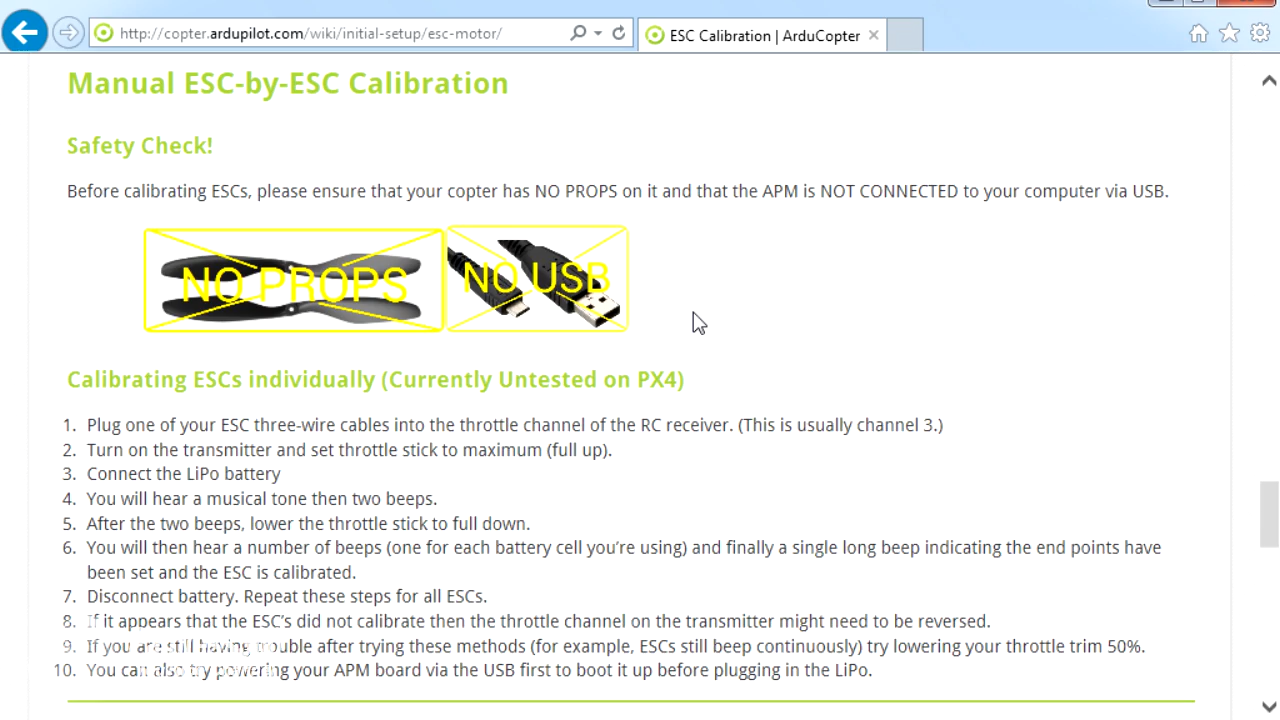 http://copter.ardupilot.com/wiki/initial-setup/esc-motor/
ESC Calibration | ArduCopter
Manual ESC-by-ESC Calibration
Safety Check!
Before calibrating ESCs, please ensure that your copter has NO PROPS on it and that the APM is NOT CONNECTED to your computer via USB.
NO PROPS
NO USB
Calibrating ESCs individually (Currently Untested on PX4)
1. Plug one of your ESC three-wire cables into the throttle channel of the RC receiver. (This is usually channel 3.)
2. Turn on the transmitter and set throttle stick to maximum (full up).
3. Connect the LiPo battery
4. You will hear a musical tone then two beeps.
5. After the two beeps, lower the throttle stick to full down.
6. You will then hear a number of beeps (one for each battery cell you’re using) and finally a single long beep indicating the end points have
been set and the ESC is calibrated.
7. Disconnect battery. Repeat these steps for all ESCs.
8. If it appears that the ESC’s did not calibrate then the throttle channel on the transmitter might need to be reversed.
9. If you are still having trouble after trying these methods (for example, ESCs still beep continuously) try lowering your throttle trim 50%.
10. You can also try powering your APM board via the USB first to boot it up before plugging in the LiPo.